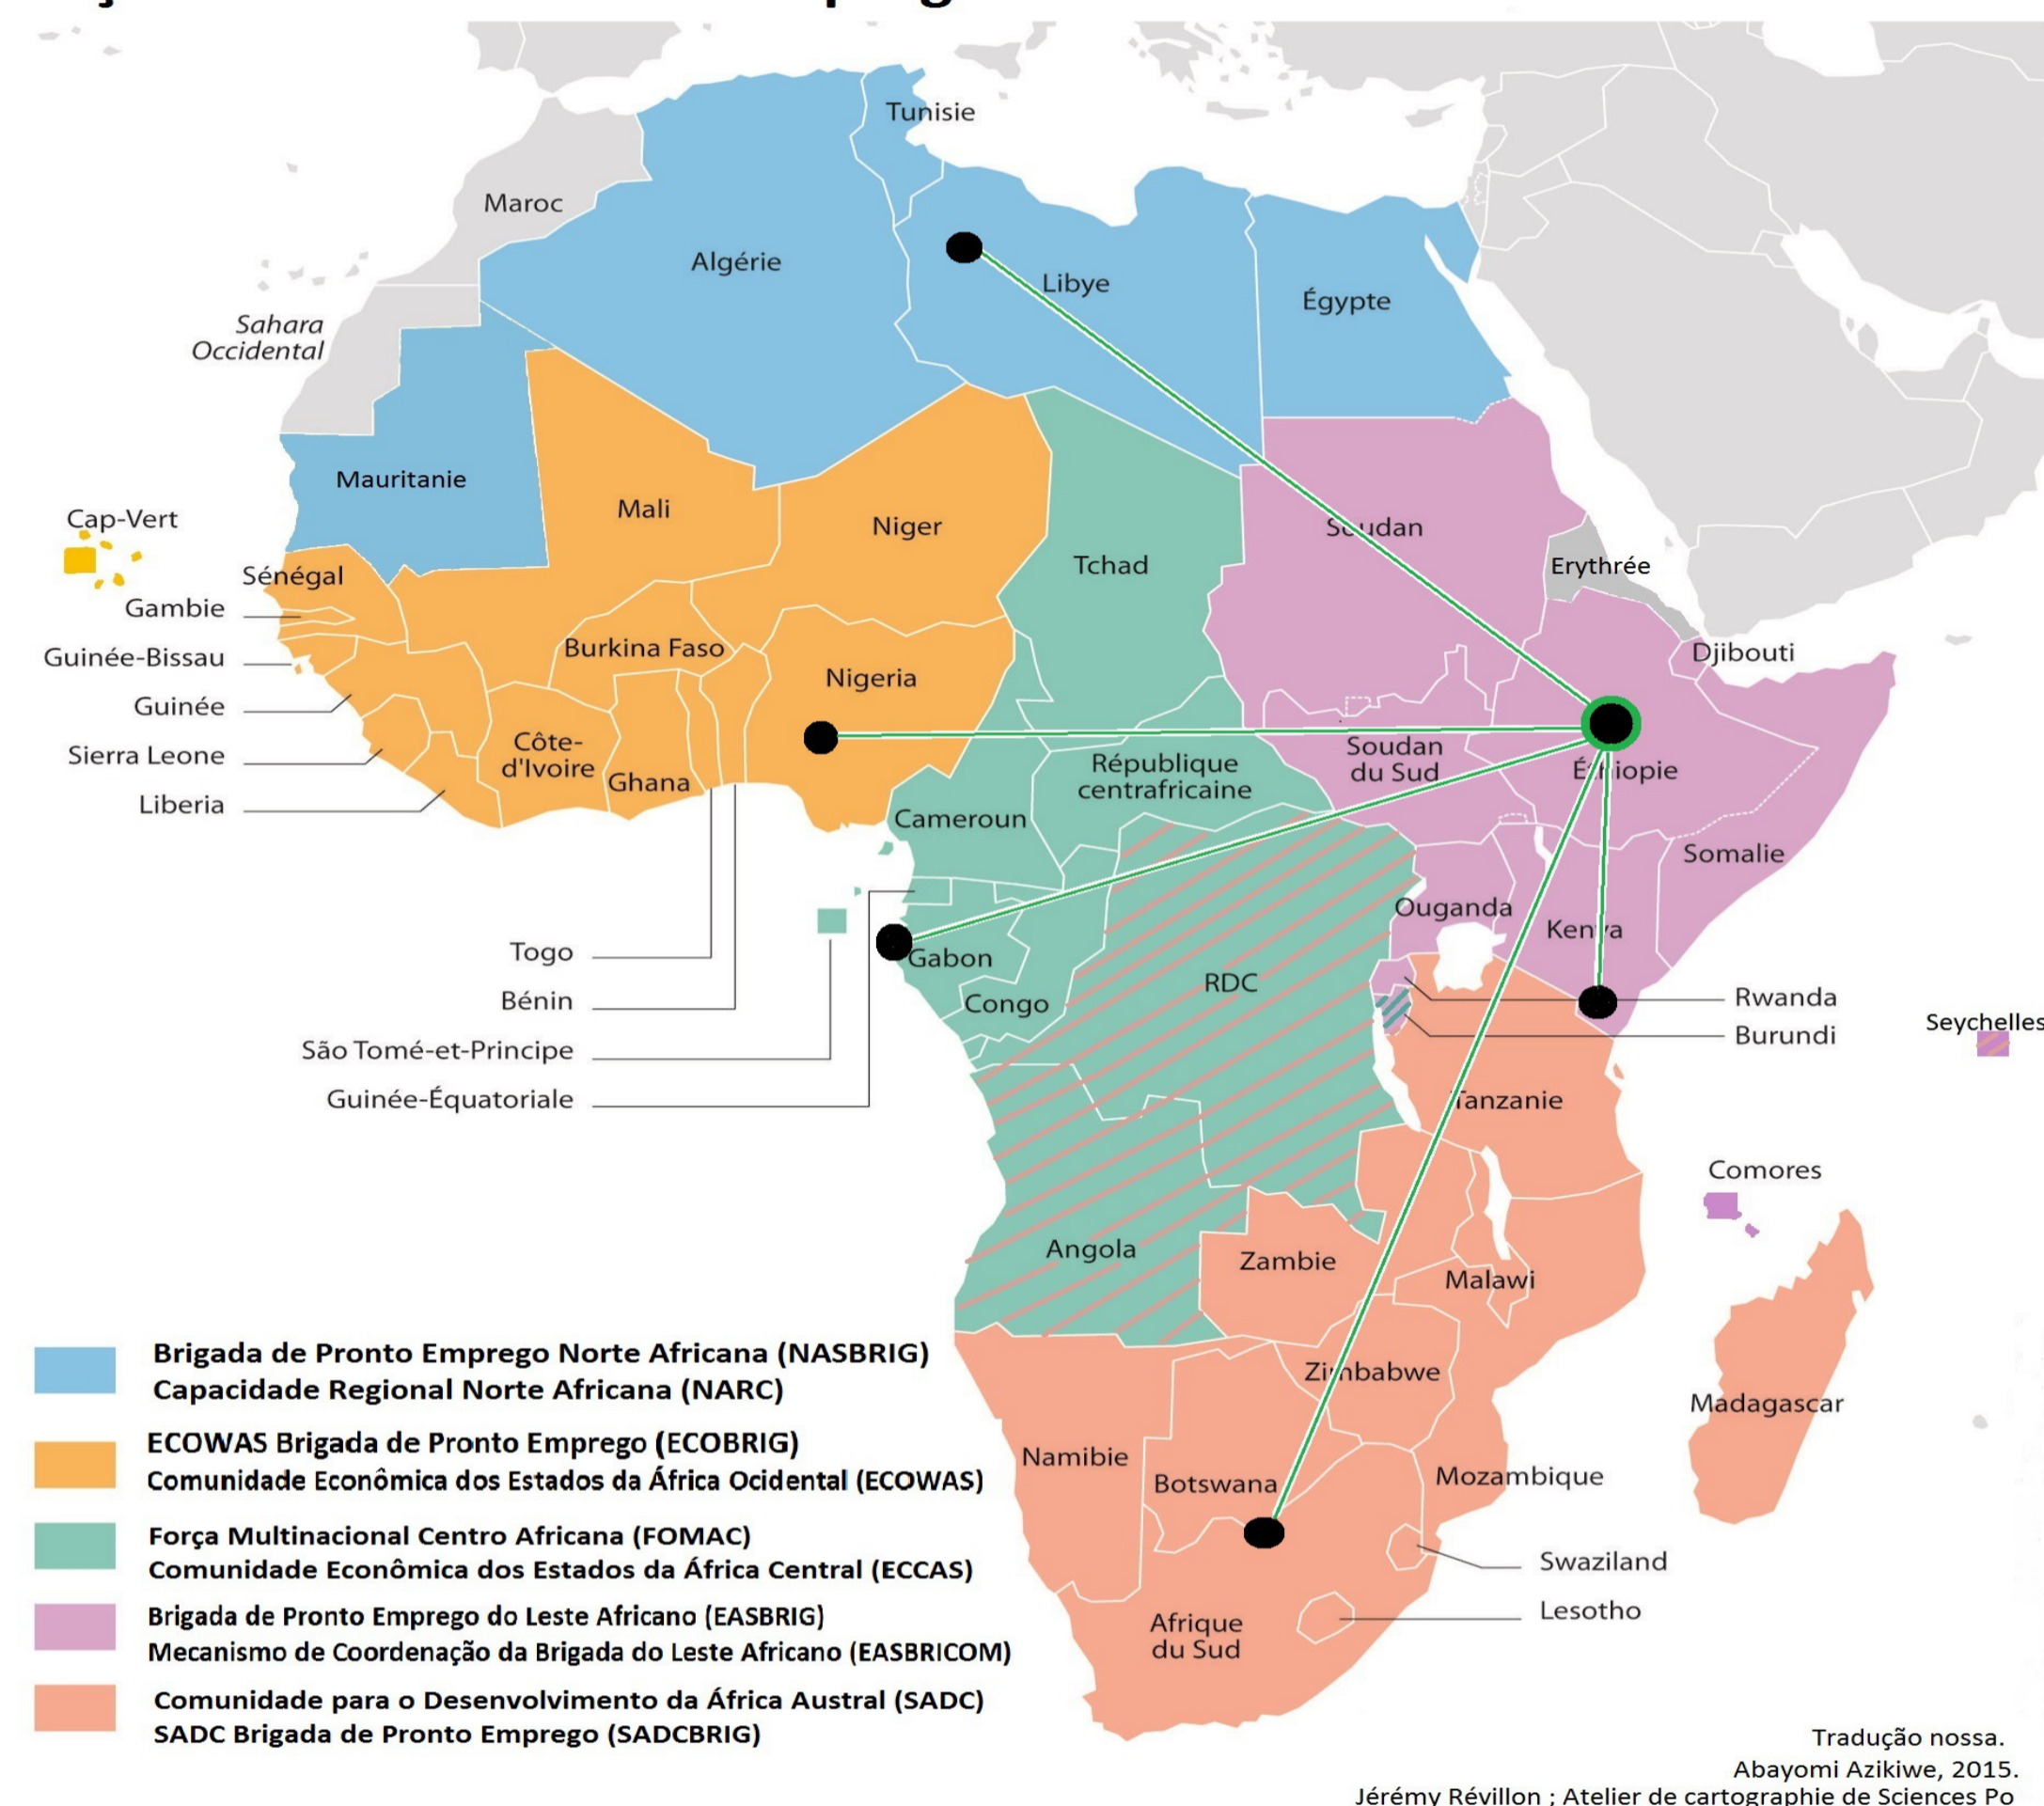 Tunisie
Maroc
Algérie
Libye
Égypte
Sahara
Occidental
Mauritanie
Mali
Niger
Tchad
Soudan
Erythrée
Cap-Vert
Sénégal
Gambie
Guinée-Bissau
Guinée
Sierra Leone
Liberia
Burkina Faso
Nigeria
Djibouti
Côte-
d'Ivoire
Ghana
Soudan
du Sud
Éthiopie
République
centrafricaine
Cameroun
Somalie
Ouganda
Kenya
Togo
Bénin
São Tomé-et-Principe
Guinée-Équatoriale
Gabon
Congo
RDC
Rwanda
Burundi
Seychelles
Tanzanie
Comores
Angola
Zambie
Malawi
Zimbabwe
Madagascar
Namibie
Botswana
Mozambique
Swaziland
Lesotho
Afrique
du Sud
Brigada de Pronto Emprego Norte Africana (NASBRIG)
Capacidade Regional Norte Africana (NARC)
ECOWAS Brigada de Pronto Emprego (ECOBRIG)
Comunidade Econômica dos Estados da África Ocidental (ECOWAS)
Força Multinacional Centro Africana (FOMAC)
Comunidade Econômica dos Estados da África Central (ECCAS)
Brigada de Pronto Emprego do Leste Africano (EASBRIG)
Mecanismo de Coordenação da Brigada do Leste Africano (EASBRICOM)
Comunidade para o Desenvolvimento da África Austral (SADC)
SADC Brigada de Pronto Emprego (SADCBRIG)
Tradução nossa.
Abayomi Azikiwe, 2015.
Jérémy Révillon ; Atelier de cartographie de Sciences Po